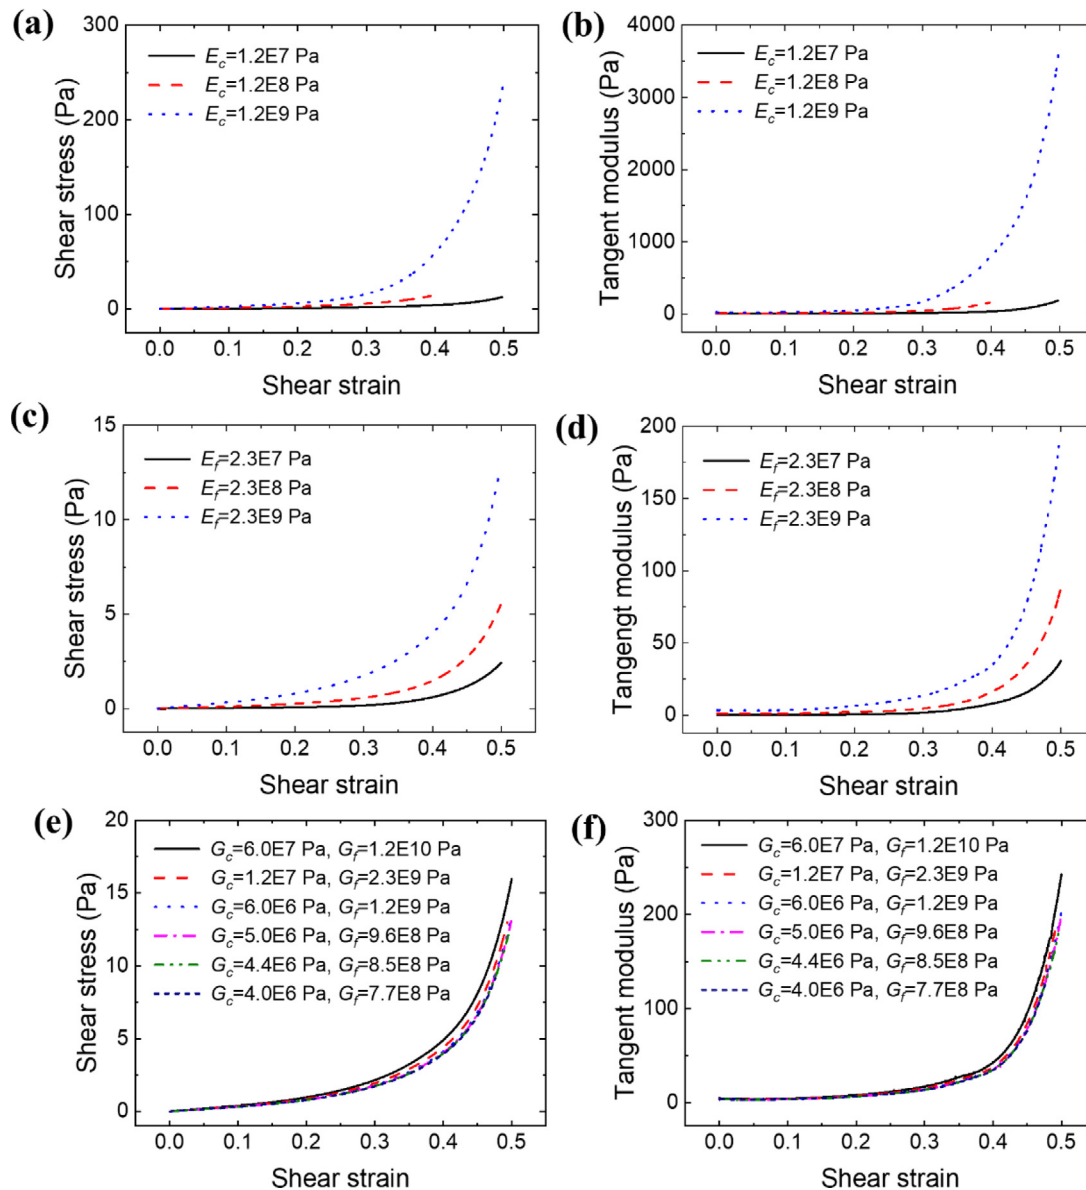 (a)
300
200
100
0
Shear stress (Pa)
E_c=1.2E7 Pa
E_c=1.2E8 Pa
E_c=1.2E9 Pa
0.0 0.1 0.2 0.3 0.4 0.5
Shear strain
(b)
4000
3000
2000
1000
0
Tangent modulus (Pa)
E_c=1.2E7 Pa
E_c=1.2E8 Pa
E_c=1.2E9 Pa
0.0 0.1 0.2 0.3 0.4 0.5
Shear strain
(c)
15
10
5
0
Shear stress (Pa)
E_f=2.3E7 Pa
E_f=2.3E8 Pa
E_f=2.3E9 Pa
0.0 0.1 0.2 0.3 0.4 0.5
Shear strain
(d)
200
150
100
50
0
Tangengt modulus (Pa)
E_f=2.3E7 Pa
E_f=2.3E8 Pa
E_f=2.3E9 Pa
0.0 0.1 0.2 0.3 0.4 0.5
Shear strain
(e)
20
15
10
5
0
Shear stress (Pa)
G_c=6.0E7 Pa, G_f=1.2E10 Pa
G_c=1.2E7 Pa, G_f=2.3E9 Pa
G_c=6.0E6 Pa, G_f=1.2E9 Pa
G_c=5.0E6 Pa, G_f=9.6E8 Pa
G_c=4.4E6 Pa, G_f=8.5E8 Pa
G_c=4.0E6 Pa, G_f=7.7E8 Pa
0.0 0.1 0.2 0.3 0.4 0.5
Shear strain
(f)
300
200
100
0
Tangent modulus (Pa)
G_c=6.0E7 Pa, G_f=1.2E10 Pa
G_c=1.2E7 Pa, G_f=2.3E9 Pa
G_c=6.0E6 Pa, G_f=1.2E9 Pa
G_c=5.0E6 Pa, G_f=9.6E8 Pa
G_c=4.4E6 Pa, G_f=8.5E8 Pa
G_c=4.0E6 Pa, G_f=7.7E8 Pa
0.0 0.1 0.2 0.3 0.4 0.5
Shear strain